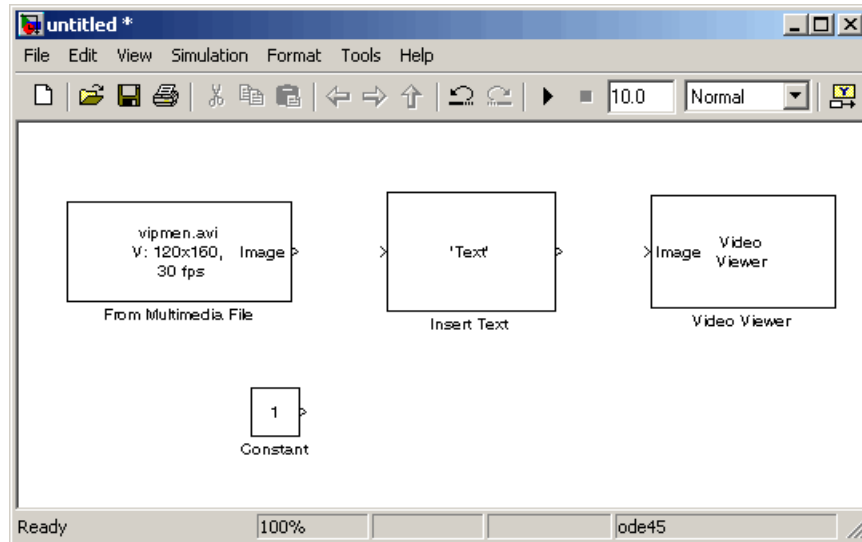 untitled *
File Edit View Simulation Format Tools Help
10.0 Normal
vipmen.avi
V: 120x160,
30 fps
Image
From Multimedia File
'Text'
Insert Text
Image
Video
Viewer
Video Viewer
1
Constant
Ready 100% ode45